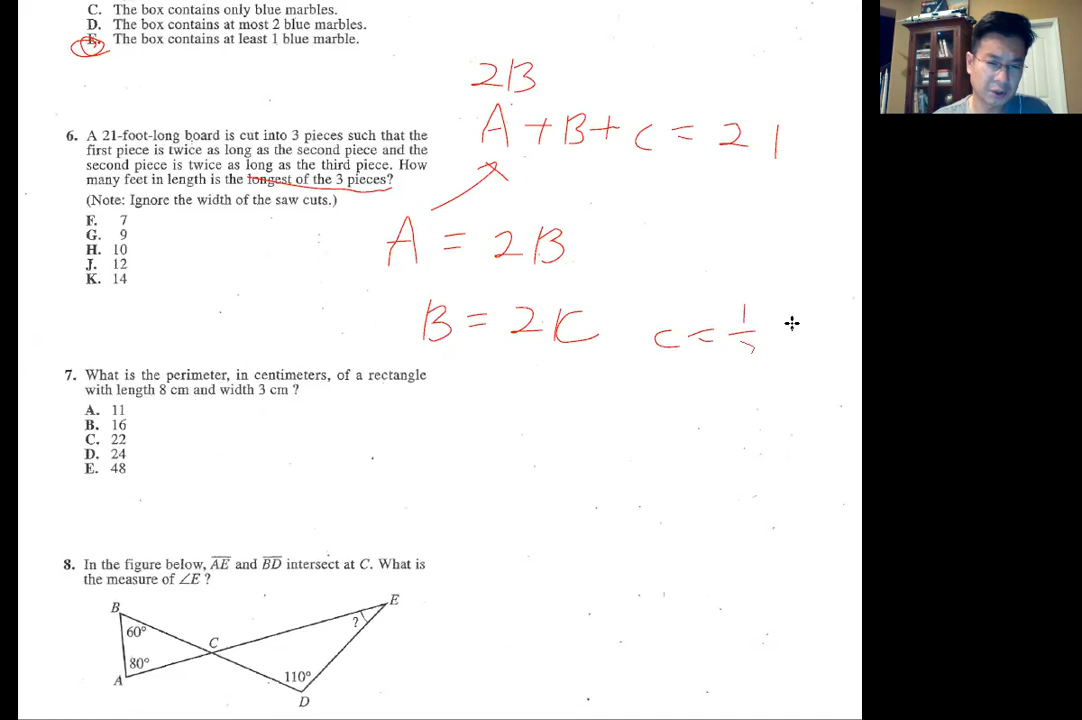 C. The box contains only blue marbles.
D. The box contains at most 2 blue marbles.
E. The box contains at least 1 blue marble.
2B
A + B + C = 21
6. A 21-foot-long board is cut into 3 pieces such that the
first piece is twice as long as the second piece and the
second piece is twice as long as the third piece. How
many feet in length is the longest of the 3 pieces?
(Note: Ignore the width of the saw cuts.)
F. 7
G. 9
H. 10
J. 12
K. 14
A = 2B
B = 2C
C =
7. What is the perimeter, in centimeters, of a rectangle
with length 8 cm and width 3 cm ?
A. 11
B. 16
C. 22
D. 24
E. 48
8. In the figure below, AE and BD intersect at C. What is
the measure of ∠E ?
B
E
60°
?
C
80°
A
110°
D